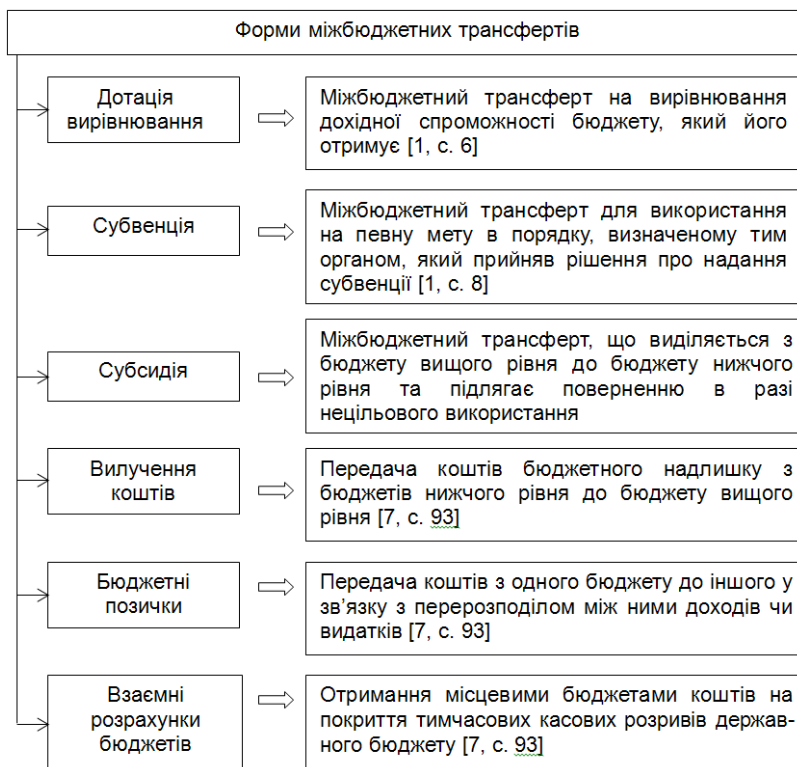 Форми міжбюджетних трансфертів
Дотація
вирівнювання
Міжбюджетний трансферт на вирівнювання
дохідної спроможності бюджету, який його
отримує [1, с. 6]
Субвенція
Міжбюджетний трансферт для використання
на певну мету в порядку, визначеному тим
органом, який прийняв рішення про надання
субвенції [1, с. 8]
Субсидія
Міжбюджетний трансферт, що виділяється з
бюджету вищого рівня до бюджету нижчого
рівня та підлягає поверненню в разі
нецільового використання
Вилучення
коштів
Передача коштів бюджетного надлишку з
бюджетів нижчого рівня до бюджету вищого
рівня [7, с. 93]
Бюджетні
позички
Передача коштів з одного бюджету до іншого у
зв’язку з перерозподілом між ними доходів чи
видатків [7, с. 93]
Взаємні
розрахунки
бюджетів
Отримання місцевими бюджетами коштів на
покриття тимчасових касових розривів держав-
ного бюджету [7, с. 93]